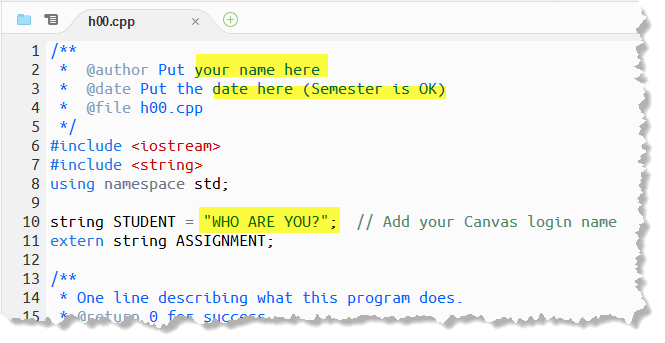 h00.cpp
1 /**
2  *  @author Put your name here
3  *  @date Put the date here (Semester is OK)
4  *  @file h00.cpp
5  */
6 #include <iostream>
7 #include <string>
8 using namespace std;
9
10 string STUDENT = "WHO ARE YOU?";  // Add your Canvas login name
11 extern string ASSIGNMENT;
12
13 /**
14  * One line describing what this program does.
15  * @return 0 for success